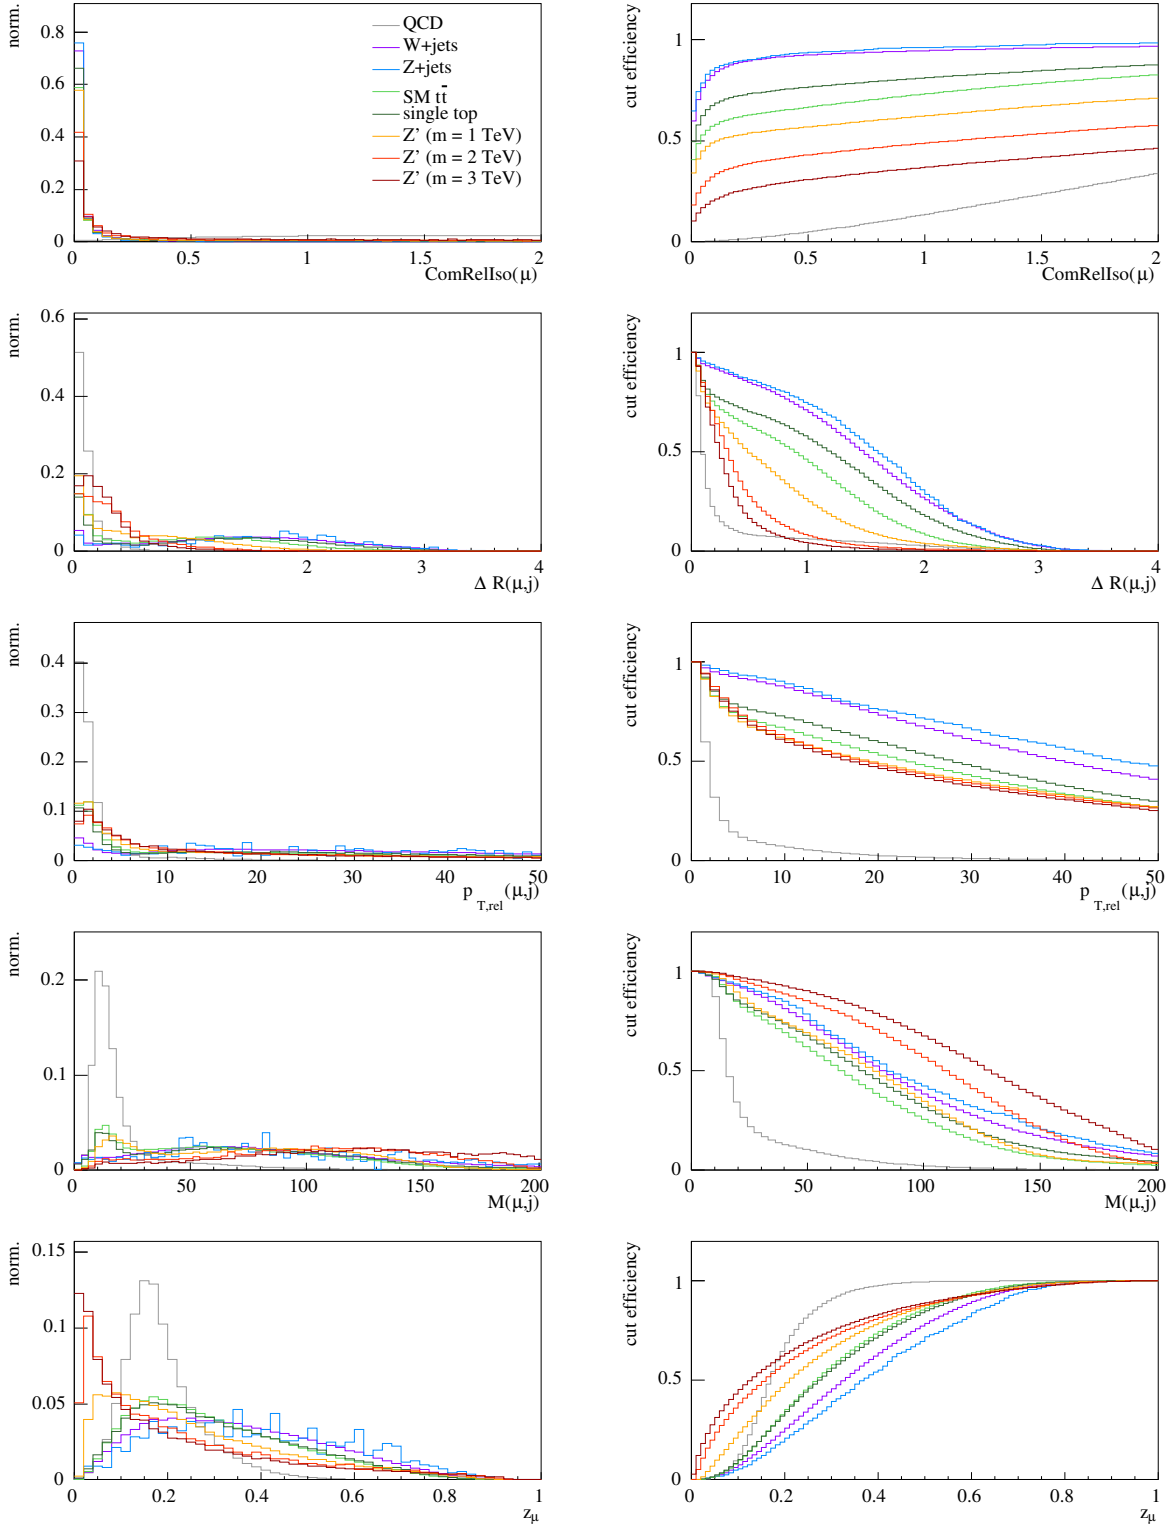 norm.
0.8
0.6
0.4
0.2
0
0 0.5 1 1.5 2
ComRelIso(μ)
QCD
W+jets
Z+jets
SM tt̄
single top
Z' (m = 1 TeV)
Z' (m = 2 TeV)
Z' (m = 3 TeV)
cut efficiency
1
0.5
0
0 0.5 1 1.5 2
ComRelIso(μ)
norm.
0.6
0.4
0.2
0
0 1 2 3 4
Δ R(μ,j)
cut efficiency
1
0.5
0
0 1 2 3 4
Δ R(μ,j)
norm.
0.4
0.3
0.2
0.1
0
0 10 20 30 40 50
p T,rel (μ,j)
cut efficiency
1
0.5
0
0 10 20 30 40 50
p T,rel (μ,j)
norm.
0.2
0.1
0
0 50 100 150 200
M(μ,j)
cut efficiency
1
0.5
0
0 50 100 150 200
M(μ,j)
norm.
0.15
0.1
0.05
0
0 0.2 0.4 0.6 0.8 1
zμ
cut efficiency
1
0.5
0
0 0.2 0.4 0.6 0.8 1
zμ